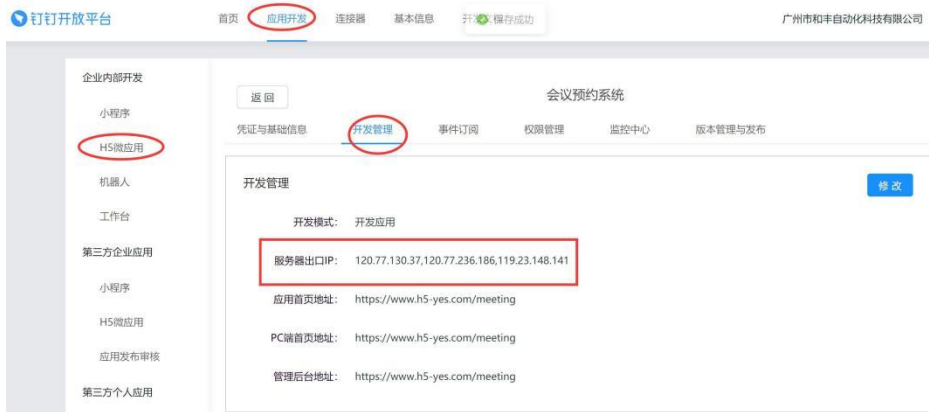 钉钉开放平台
首页 应用开发 连接器 基本信息 保存成功 广州市和丰自动化科技有限公司
企业内部开发
小程序
H5微应用
机器人
工作台
第三方企业应用
小程序
H5微应用
应用发布审核
第三方个人应用
返回
会议预约系统
凭证与基础信息 开发管理 事件订阅 权限管理 监控中心 版本管理与发布
开发管理
修改
开发模式: 开发应用
服务器出口IP: 120.77.130.37,120.77.236.186,119.23.148.141
应用首页地址: https://www.h5-yes.com/meeting
PC端首页地址: https://www.h5-yes.com/meeting
管理后台地址: https://www.h5-yes.com/meeting